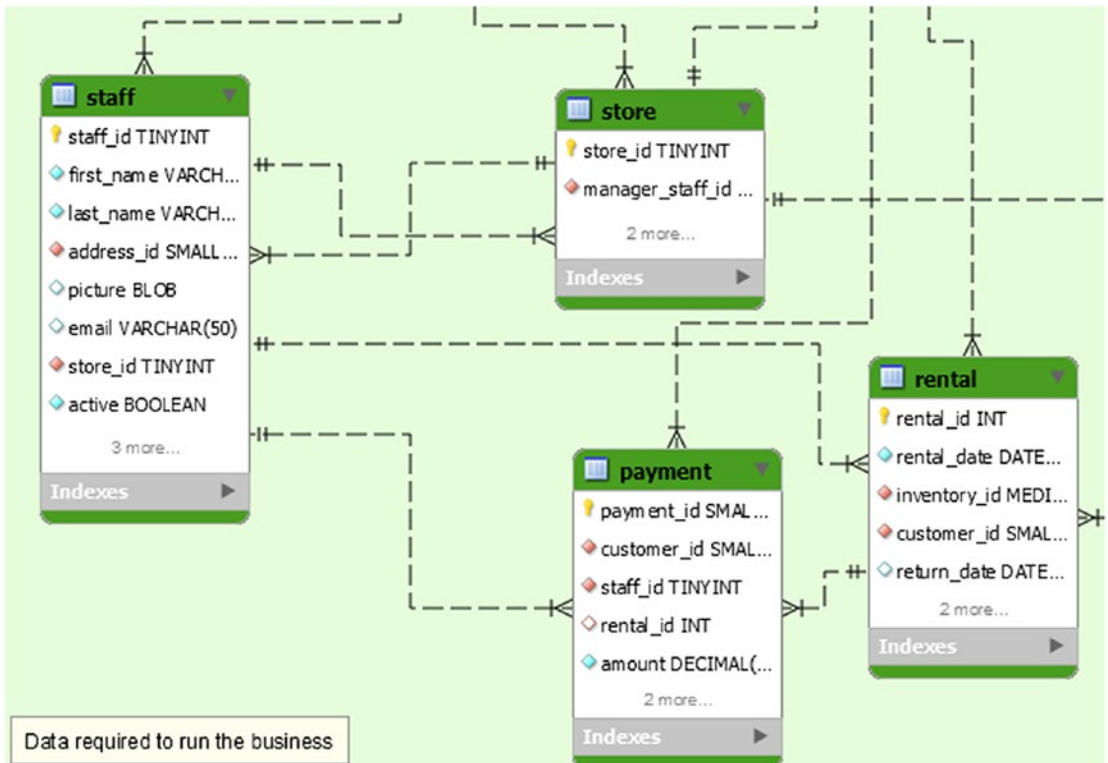 staff
staff_id TINYINT
first_name VARCH...
last_name VARCH...
address_id SMALL...
picture BLOB
email VARCHAR(50)
store_id TINYINT
active BOOLEAN
3 more...
Indexes
store
store_id TINYINT
manager_staff_id ...
2 more...
Indexes
payment
payment_id SMAL...
customer_id SMAL...
staff_id TINYINT
rental_id INT
amount DECIMAL(...
2 more...
Indexes
rental
rental_id INT
rental_date DATE...
inventory_id MEDI...
customer_id SMAL...
return_date DATE...
2 more...
Indexes
Data required to run the business